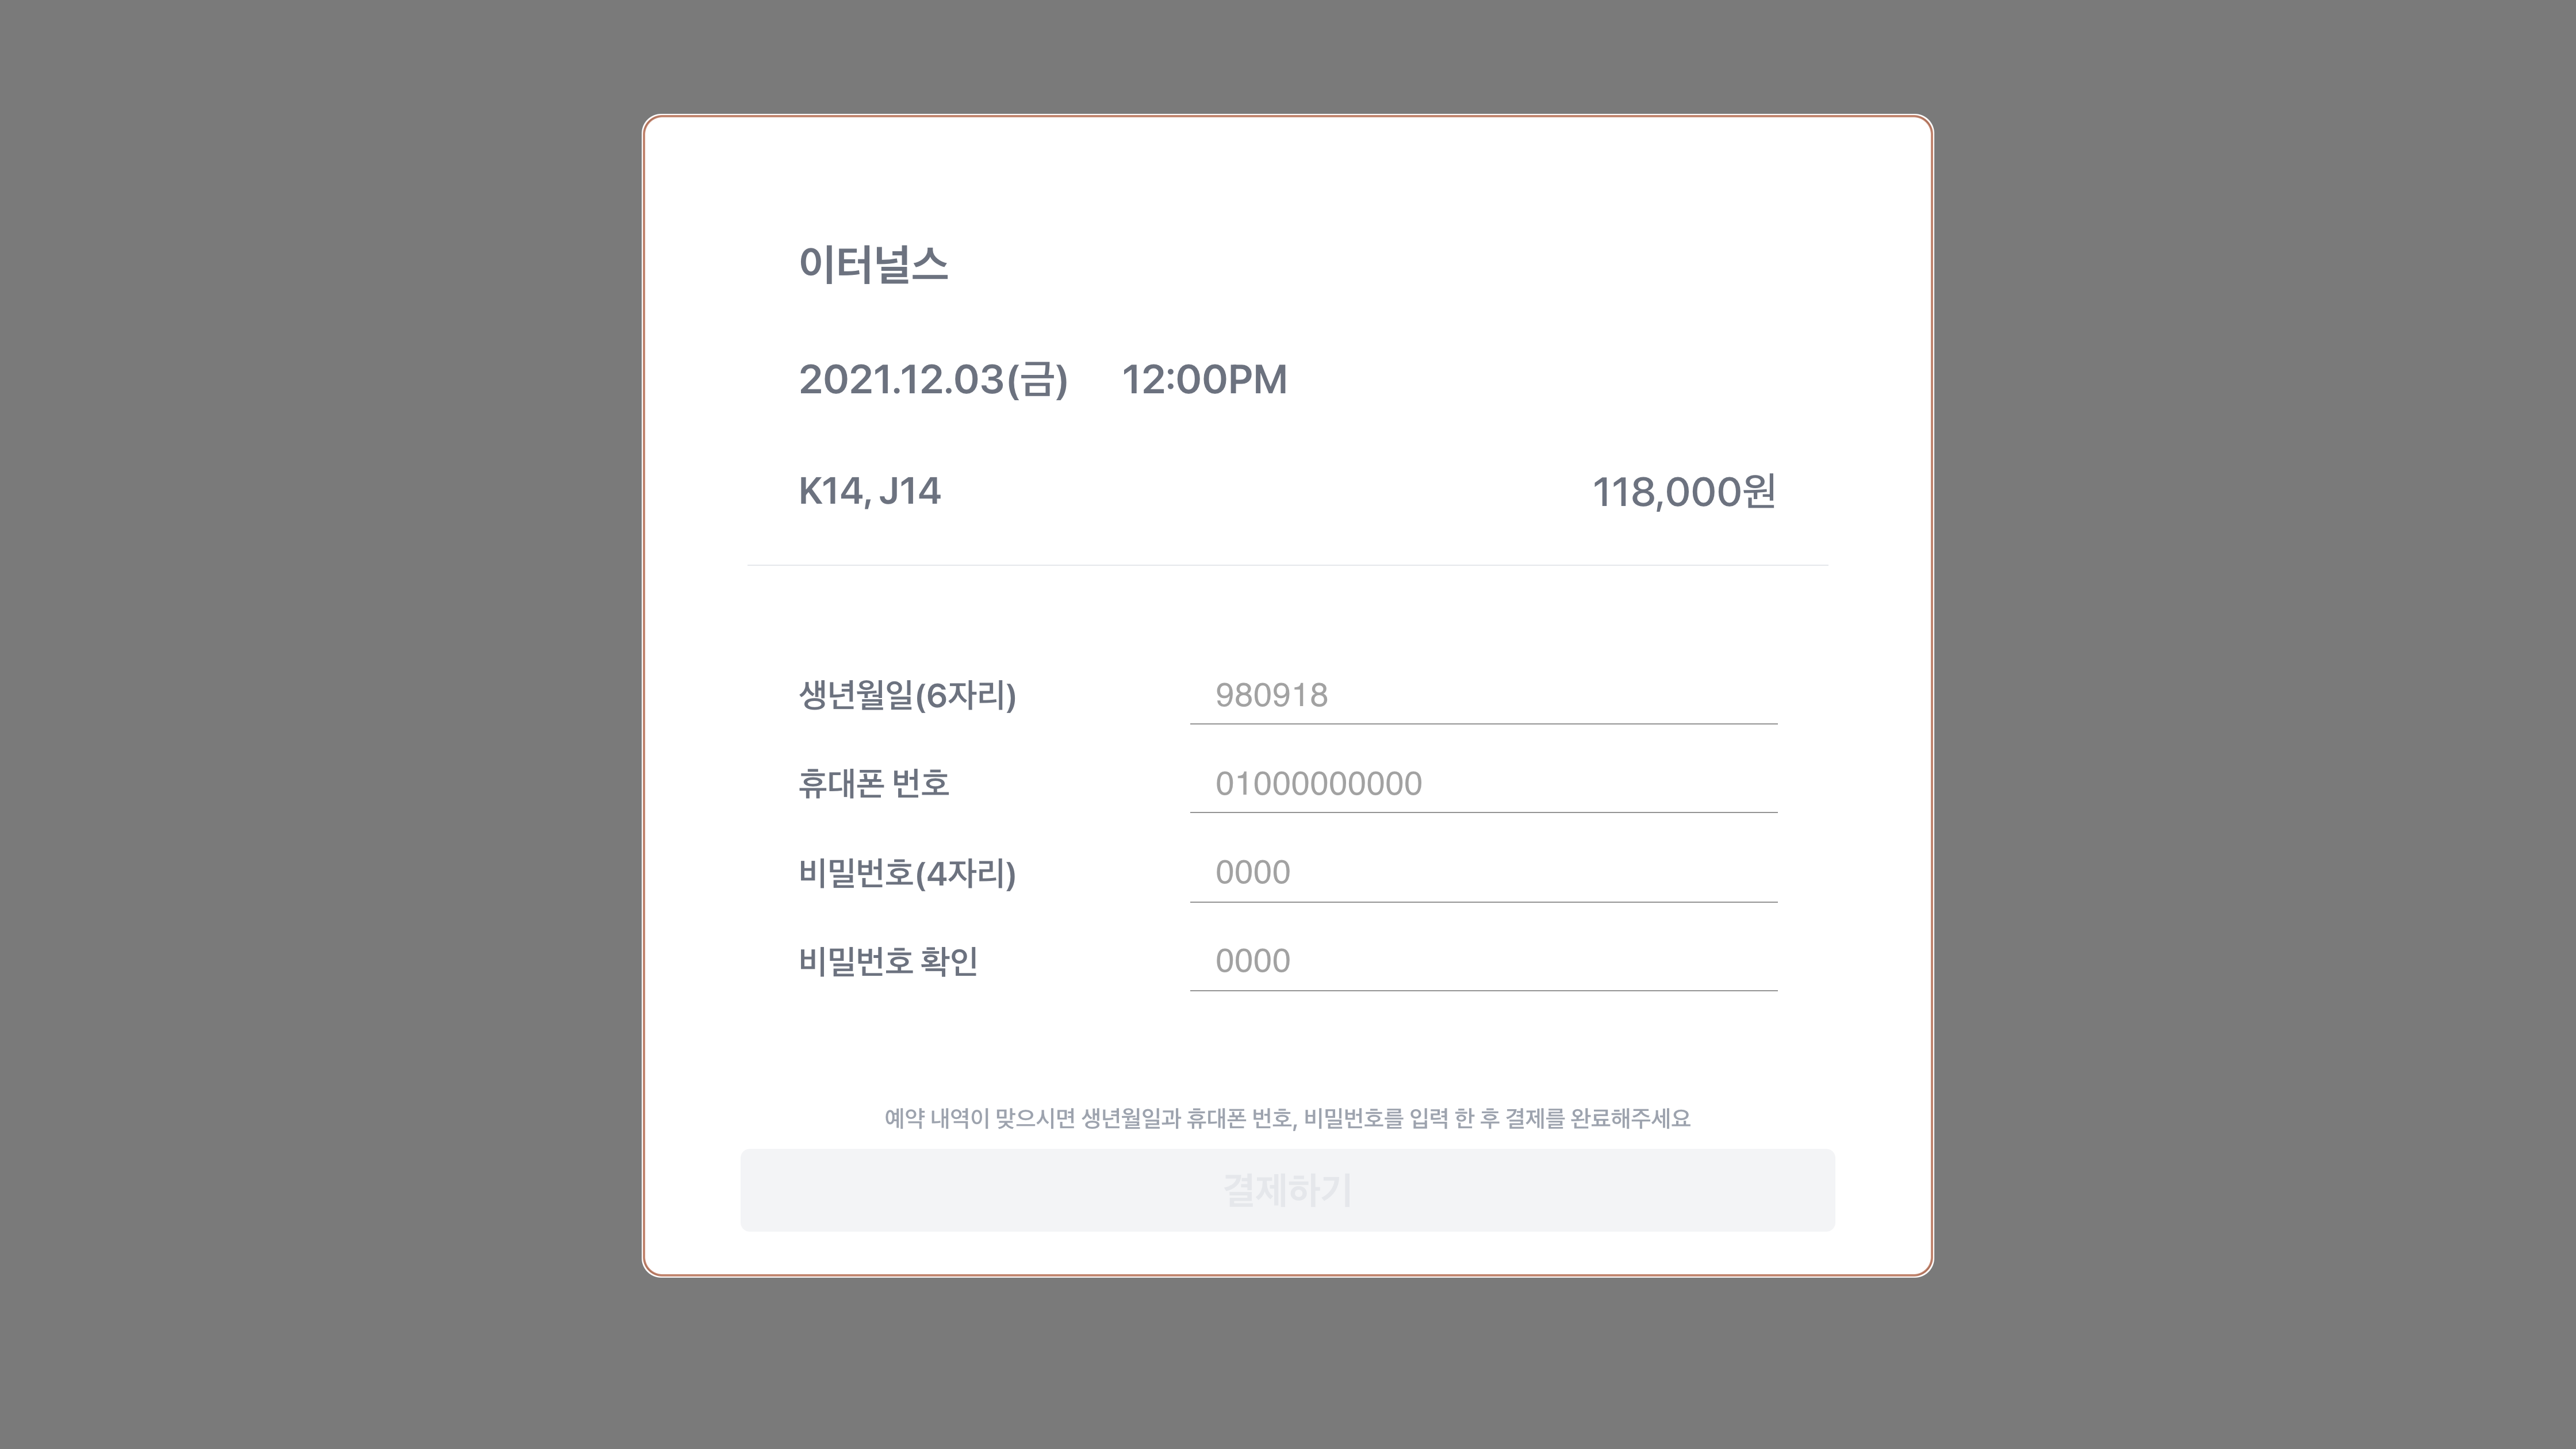 이터널스
2021.12.03(금) 12:00PM
K14, J14 118,000원
생년월일(6자리) 980918
휴대폰 번호 01000000000
비밀번호(4자리) 0000
비밀번호 확인 0000
예약 내역이 맞으시면 생년월일과 휴대폰 번호, 비밀번호를 입력 한 후 결제를 완료해주세요
결제하기